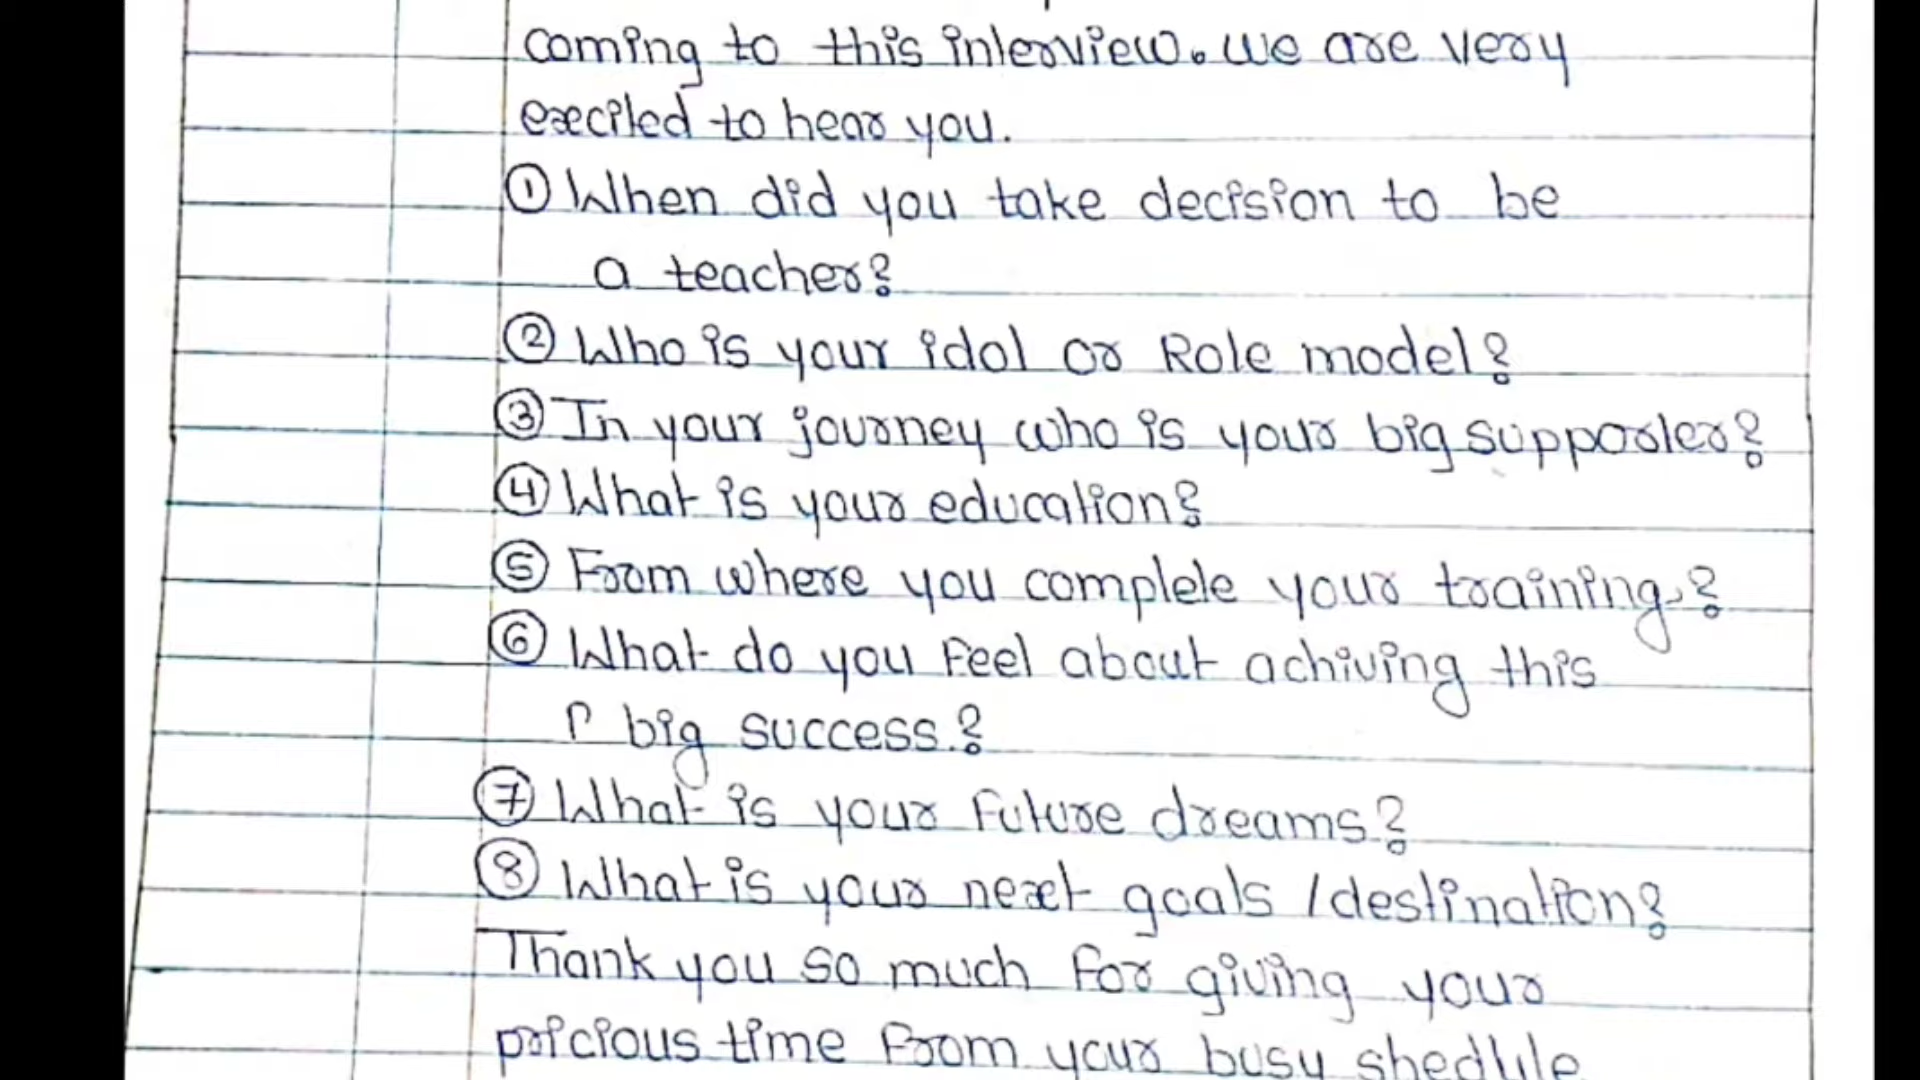 coming to this interview. we are very
execited to hear you.
① When did you take decision to be
a teacher?
② Who is your idol or Role model?
③ In your journey who is your big supporter?
④ What is your education?
⑤ From where you complete your training?
⑥ What do you feel about achiving this
big success.?
⑦ What is your future dreams?
⑧ What is your next goals / destination?
Thank you so much for giving your
pricious time from your busy shedule